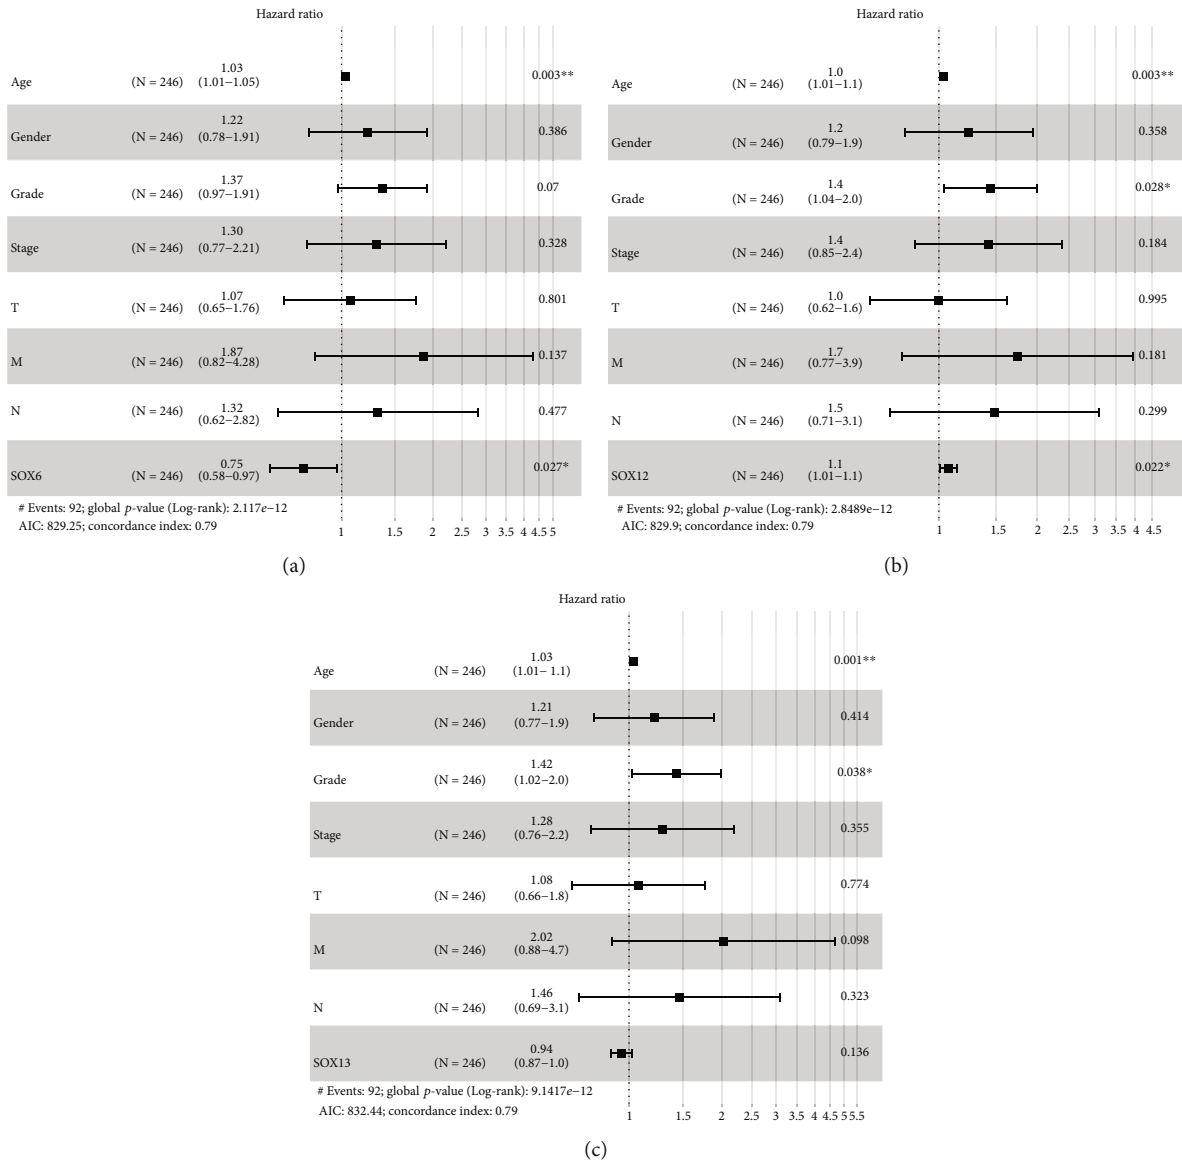 Hazard ratio
Age (N = 246) 1.03 (1.01−1.05) 0.003**
Gender (N = 246) 1.22 (0.78−1.91) 0.386
Grade (N = 246) 1.37 (0.97−1.91) 0.07
Stage (N = 246) 1.30 (0.77−2.21) 0.328
T (N = 246) 1.07 (0.65−1.76) 0.801
M (N = 246) 1.87 (0.82−4.28) 0.137
N (N = 246) 1.32 (0.62−2.82) 0.477
SOX6 (N = 246) 0.75 (0.58−0.97) 0.027*
# Events: 92; global p-value (Log-rank): 2.117e−12
AIC: 829.25; concordance index: 0.79
1 1.5 2 2.5 3 3.5 4 4.5 5
(a)
Hazard ratio
Age (N = 246) 1.0 (1.01−1.1) 0.003**
Gender (N = 246) 1.2 (0.79−1.9) 0.358
Grade (N = 246) 1.4 (1.04−2.0) 0.028*
Stage (N = 246) 1.4 (0.85−2.4) 0.184
T (N = 246) 1.0 (0.62−1.6) 0.995
M (N = 246) 1.7 (0.77−3.9) 0.181
N (N = 246) 1.5 (0.71−3.1) 0.299
SOX12 (N = 246) 1.1 (1.01−1.1) 0.022*
# Events: 92; global p-value (Log-rank): 2.8489e−12
AIC: 829.9; concordance index: 0.79
1 1.5 2 2.5 3 3.5 4 4.5
(b)
Hazard ratio
Age (N = 246) 1.03 (1.01− 1.1) 0.001**
Gender (N = 246) 1.21 (0.77−1.9) 0.414
Grade (N = 246) 1.42 (1.02−2.0) 0.038*
Stage (N = 246) 1.28 (0.76−2.2) 0.355
T (N = 246) 1.08 (0.66−1.8) 0.774
M (N = 246) 2.02 (0.88−4.7) 0.098
N (N = 246) 1.46 (0.69−3.1) 0.323
SOX13 (N = 246) 0.94 (0.87−1.0) 0.136
# Events: 92; global p-value (Log-rank): 9.1417e−12
AIC: 832.44; concordance index: 0.79
1 1.5 2 2.5 3 3.5 4 4.5 5 5.5
(c)